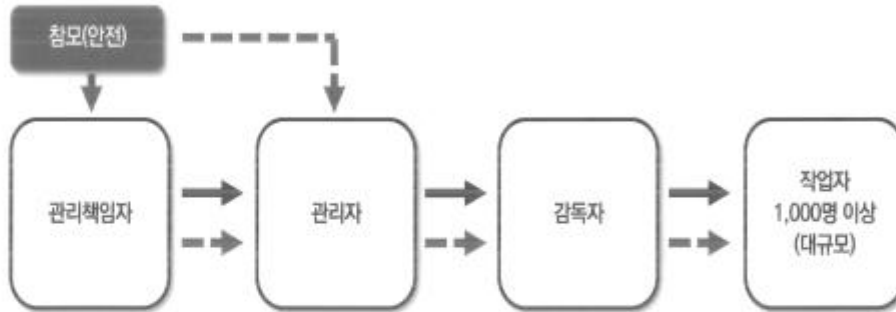 참모(안전)
관리책임자
관리자
감독자
작업자
1,000명 이상
(대규모)